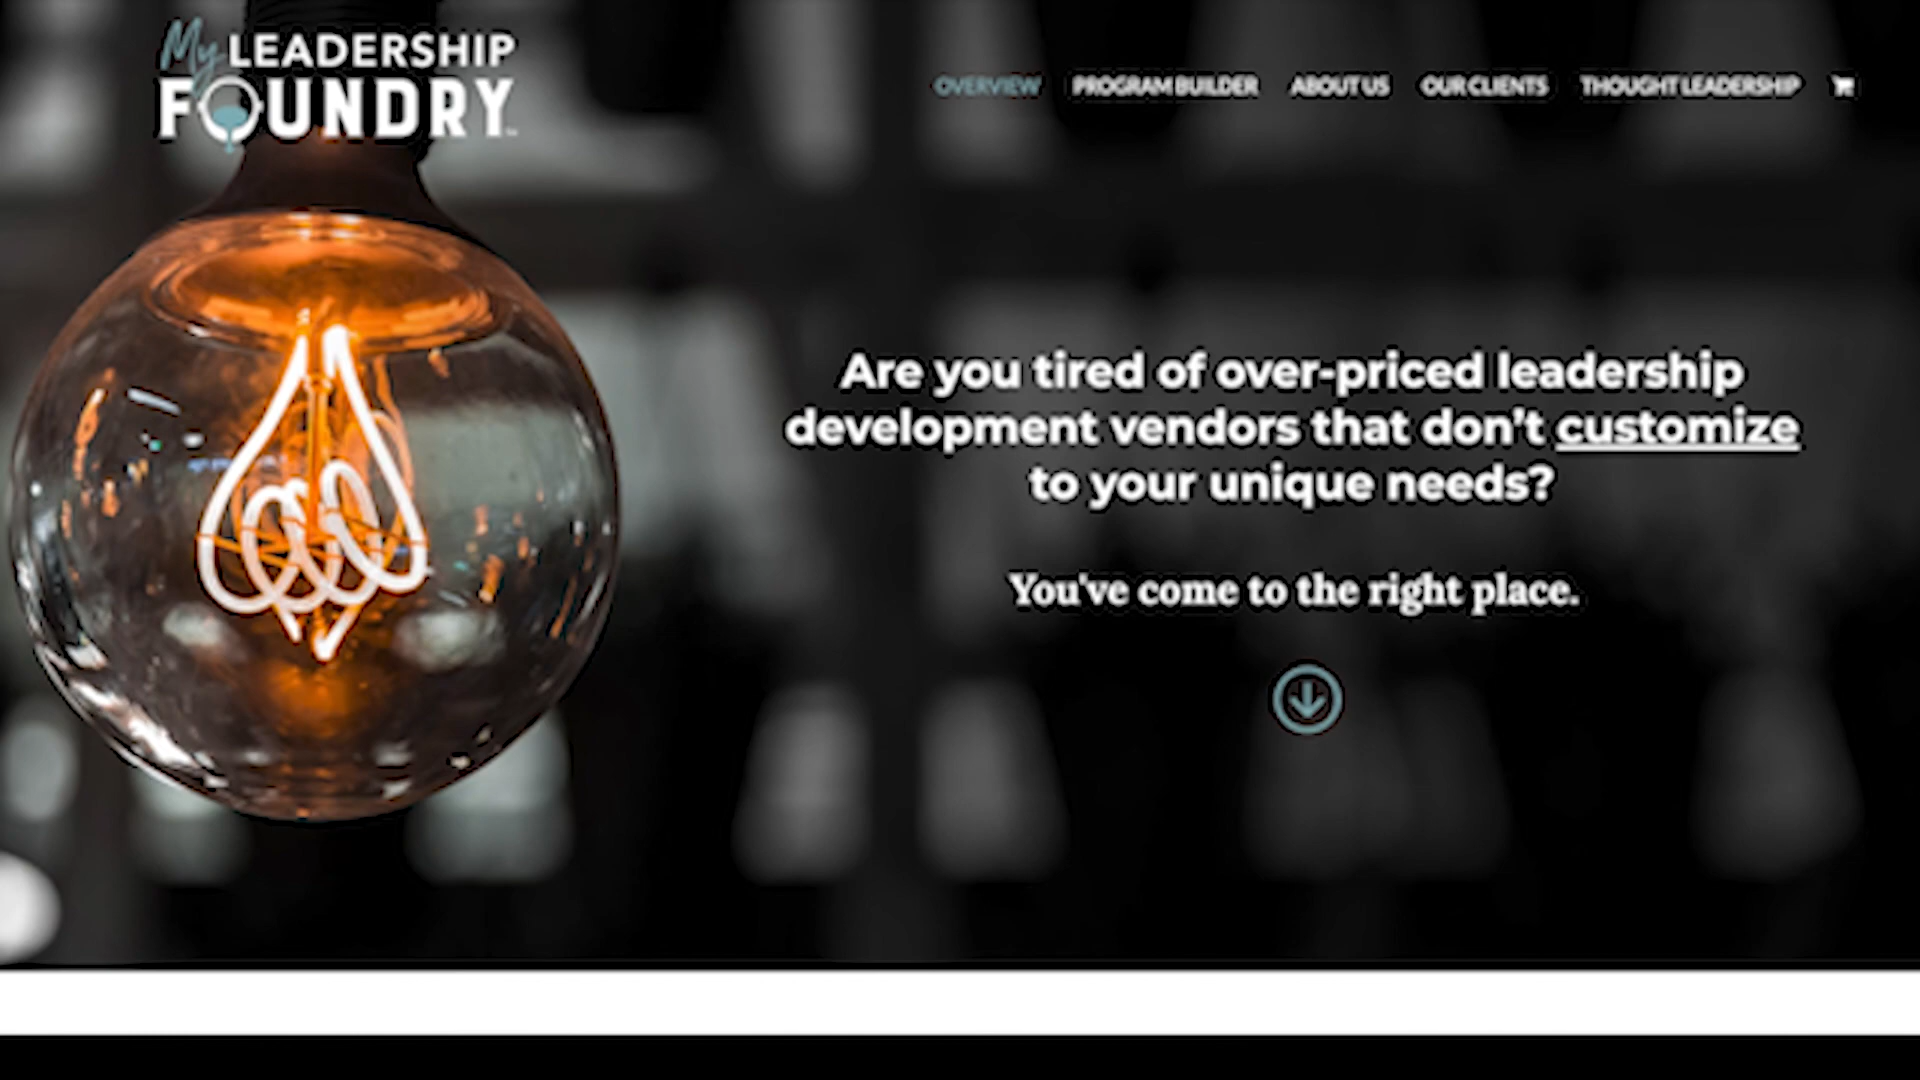 My LEADERSHIP
FOUNDRY
OVERVIEW PROGRAM BUILDER ABOUT US OUR CLIENTS THOUGHT LEADERSHIP
Are you tired of over-priced leadership
development vendors that don't customize
to your unique needs?
You've come to the right place.